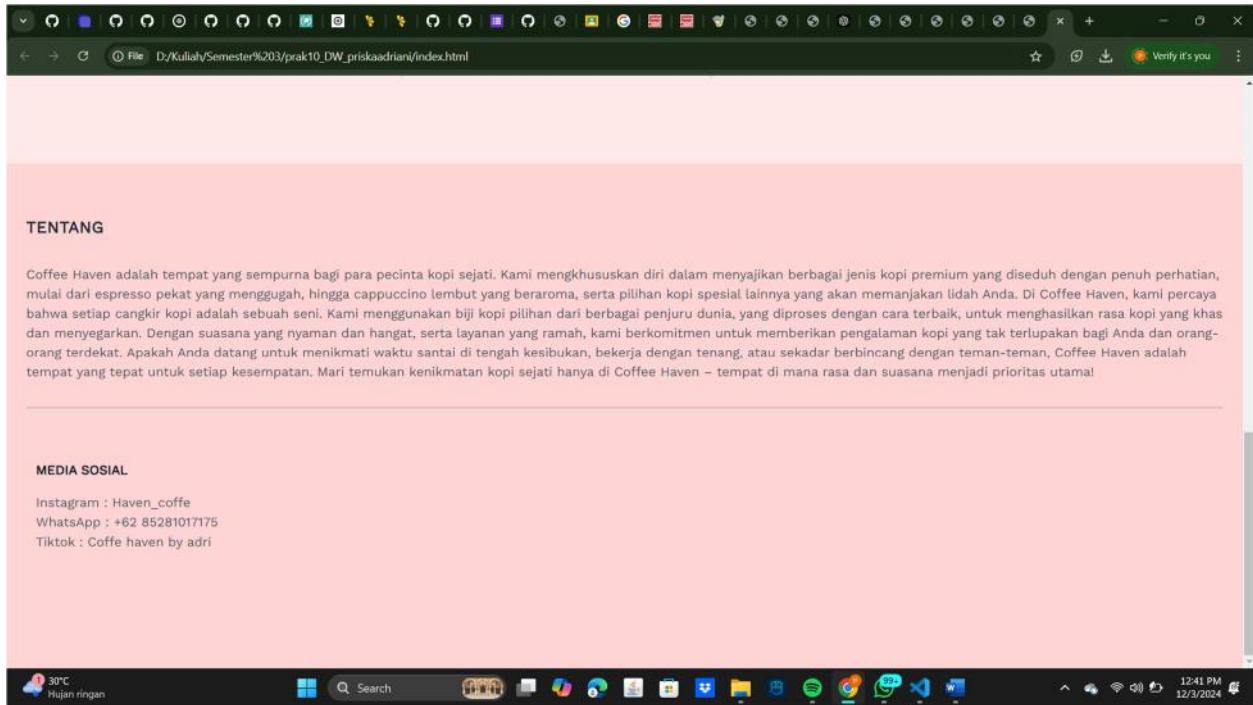 File D:/Kuliah/Semester%203/prak10_DW_priskaadriani/index.html
Verify it's you
TENTANG
Coffee Haven adalah tempat yang sempurna bagi para pecinta kopi sejati. Kami mengkhususkan diri dalam menyajikan berbagai jenis kopi premium yang diseduh dengan penuh perhatian,
mulai dari espresso pekat yang menggugah, hingga cappuccino lembut yang beraroma, serta pilihan kopi spesial lainnya yang akan memanjakan lidah Anda. Di Coffee Haven, kami percaya
bahwa setiap cangkir kopi adalah sebuah seni. Kami menggunakan biji kopi pilihan dari berbagai penjuru dunia, yang diproses dengan cara terbaik, untuk menghasilkan rasa kopi yang khas
dan menyegarkan. Dengan suasana yang nyaman dan hangat, serta layanan yang ramah, kami berkomitmen untuk memberikan pengalaman kopi yang tak terlupakan bagi Anda dan orang-
orang terdekat. Apakah Anda datang untuk menikmati waktu santai di tengah kesibukan, bekerja dengan tenang, atau sekadar berbincang dengan teman-teman, Coffee Haven adalah
tempat yang tepat untuk setiap kesempatan. Mari temukan kenikmatan kopi sejati hanya di Coffee Haven – tempat di mana rasa dan suasana menjadi prioritas utama!
MEDIA SOSIAL
Instagram : Haven_coffe
WhatsApp : +62 85281017175
Tiktok : Coffe haven by adri
1
30°C
Hujan ringan
Search
99+
12:41 PM
12/3/2024